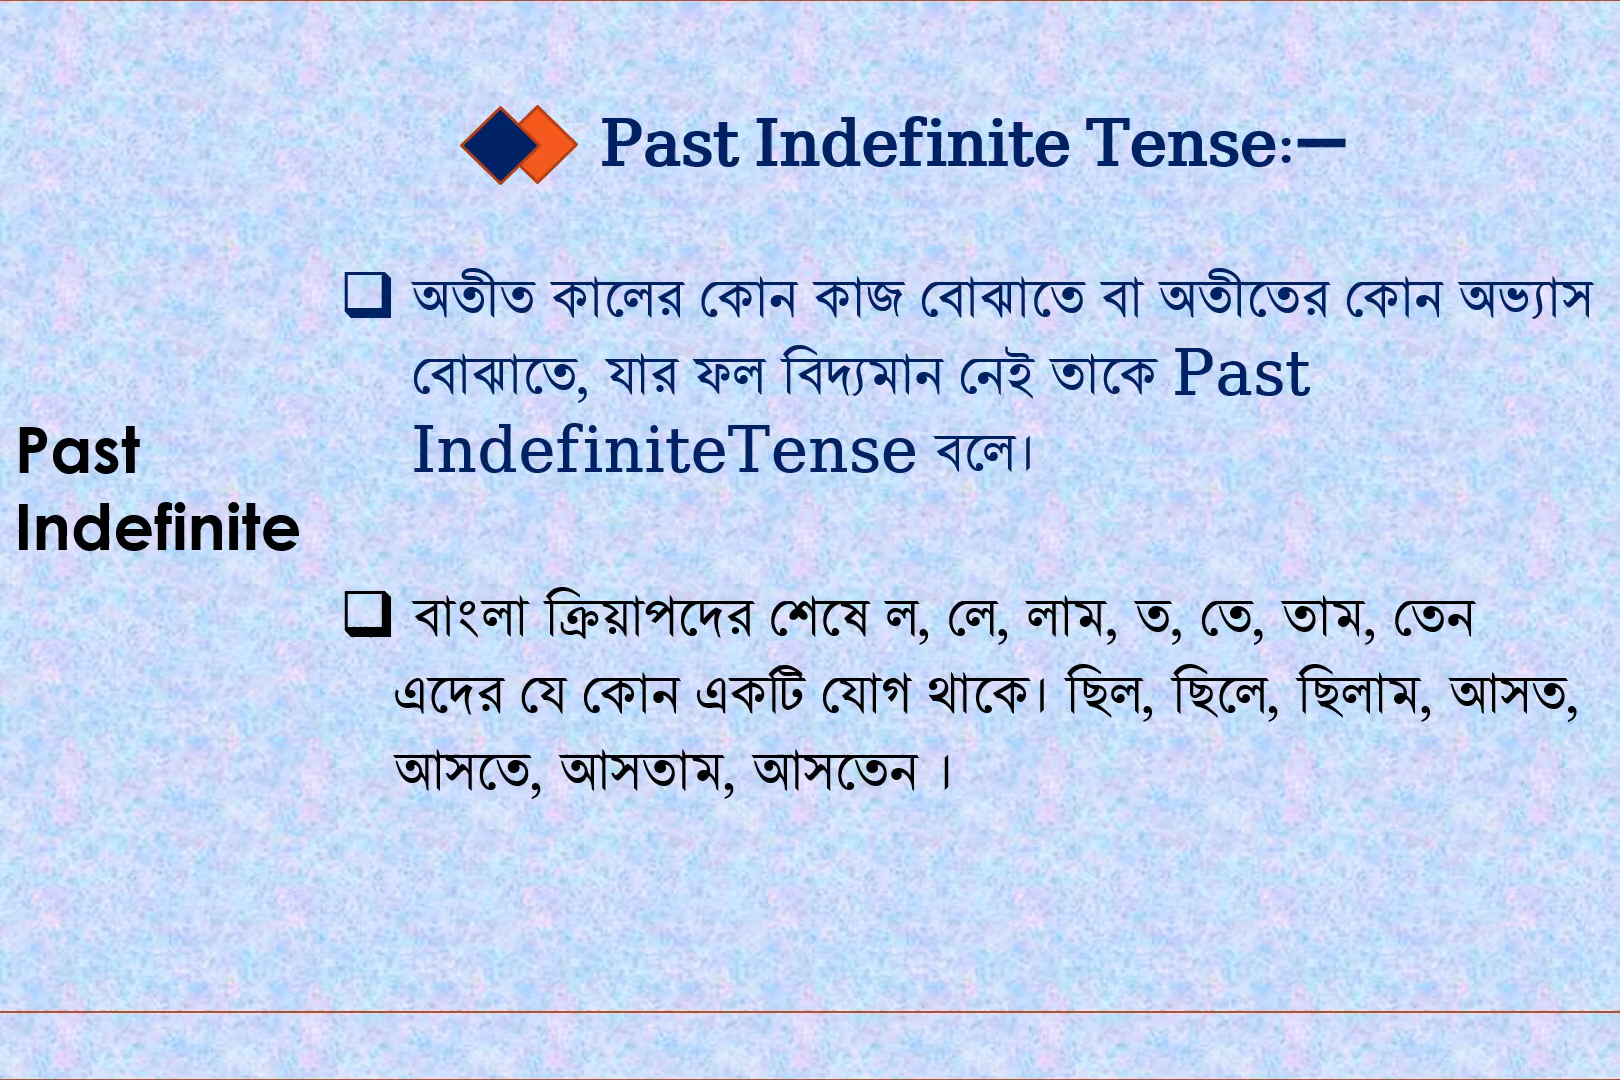 Past Indefinite Tense:—
অতীত কালের কোন কাজ বোঝাতে বা অতীতের কোন অভ্যাস
বোঝাতে, যার ফল বিদ্যমান নেই তাকে Past
IndefiniteTense বলে।
Past
Indefinite
বাংলা ক্রিয়াপদের শেষে ল, লে, লাম, ত, তে, তাম, তেন
এদের যে কোন একটি যোগ থাকে। ছিল, ছিলে, ছিলাম, আসত,
আসতে, আসতাম, আসতেন ।